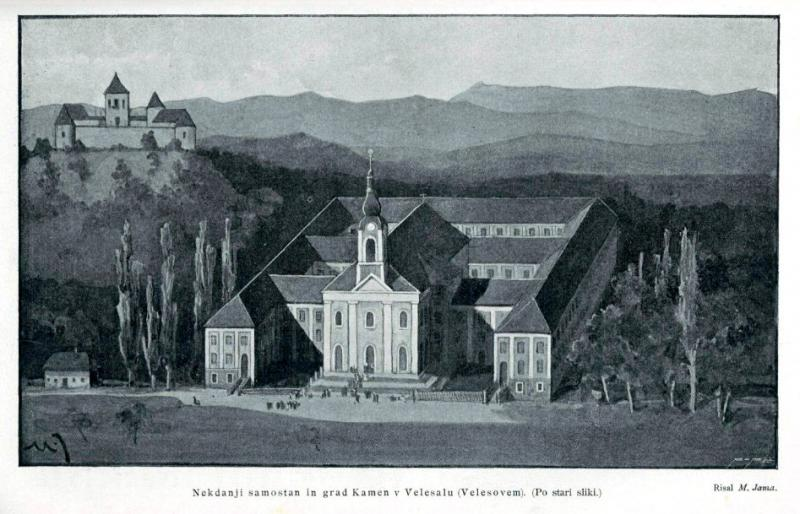 Nekdanji samostan in grad Kamen v Velesalu (Velesovem). (Po stari sliki.)
Risal M. Jama.